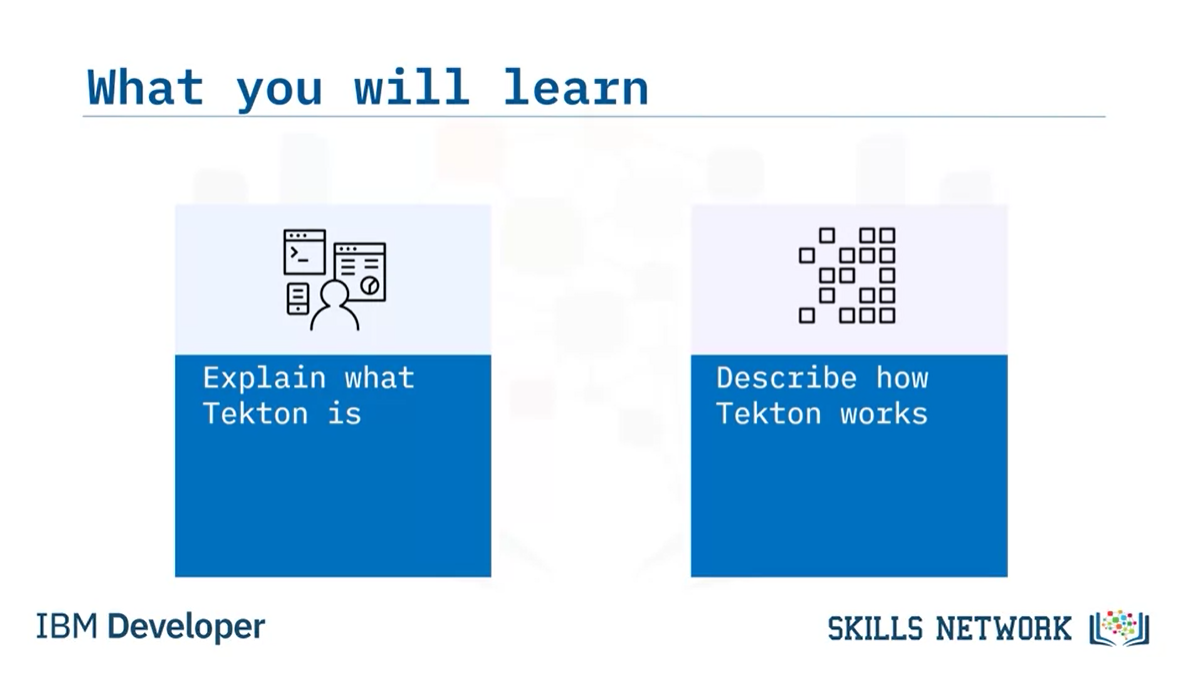 What you will learn
Explain what
Tekton is
Describe how
Tekton works
IBM Developer
SKILLS NETWORK